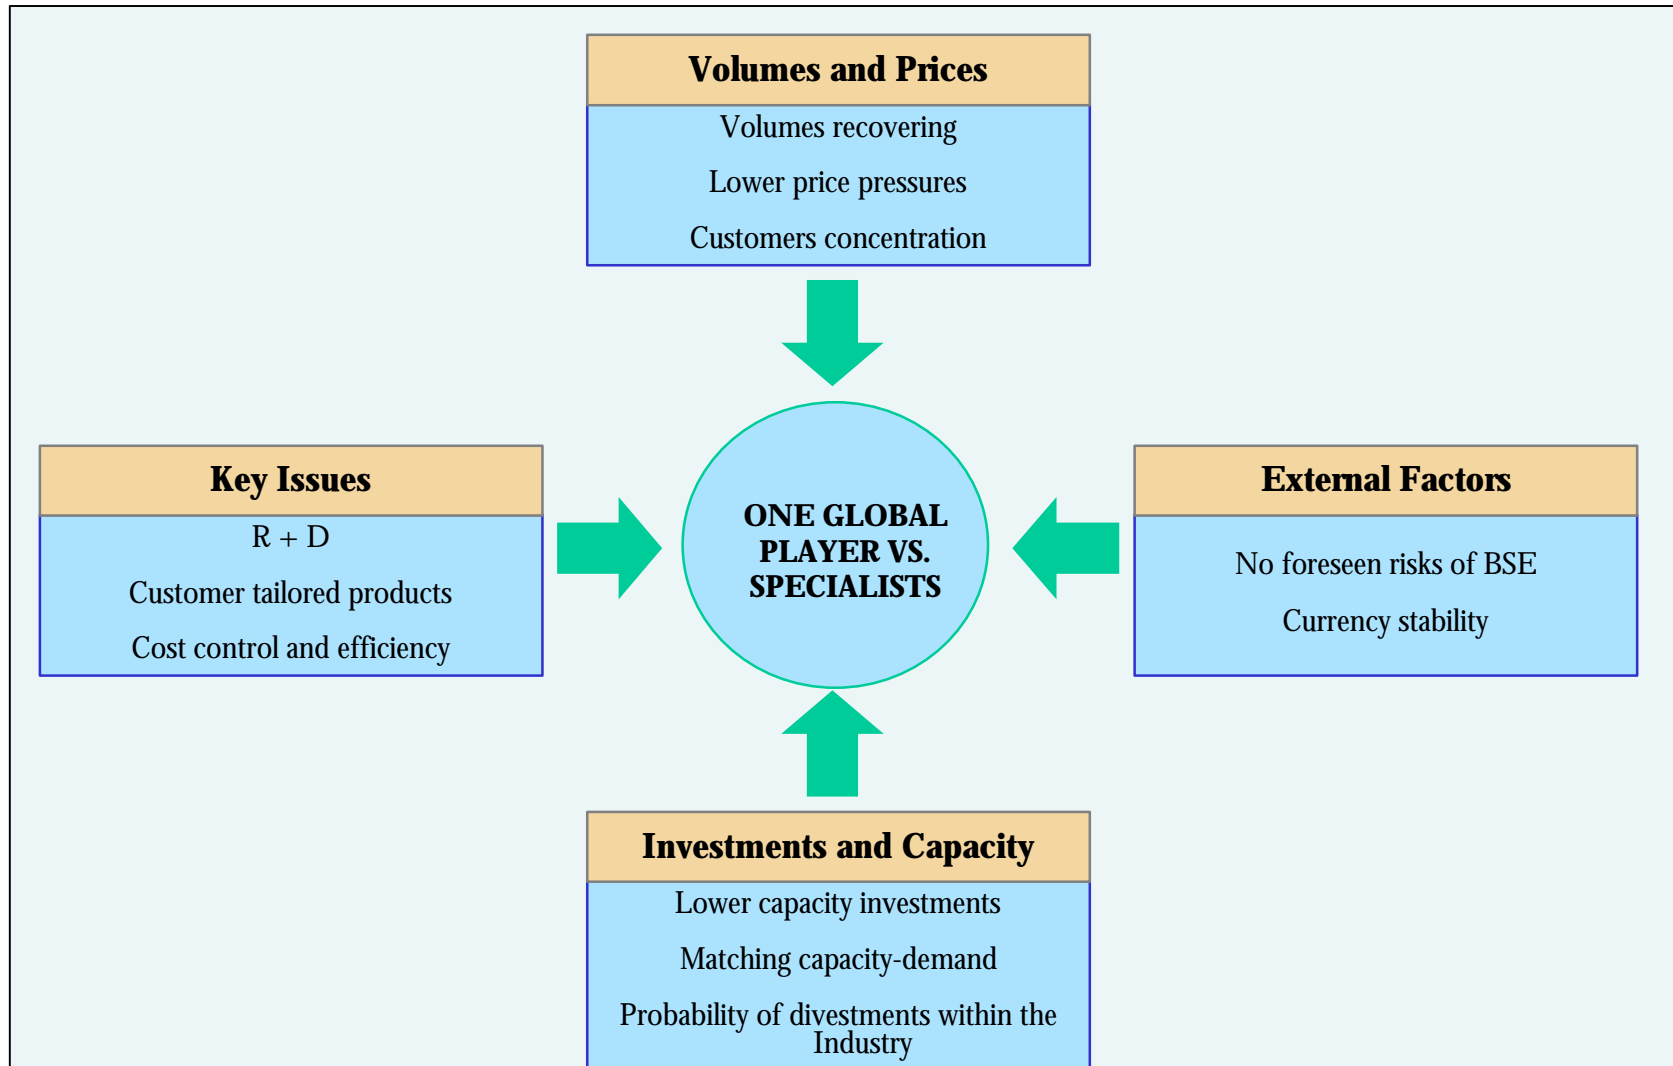 Volumes and Prices
Volumes recovering
Lower price pressures
Customers concentration
Key Issues
R + D
Customer tailored products
Cost control and efficiency
ONE GLOBAL
PLAYER VS.
SPECIALISTS
External Factors
No foreseen risks of BSE
Currency stability
Investments and Capacity
Lower capacity investments
Matching capacity-demand
Probability of divestments within the
Industry